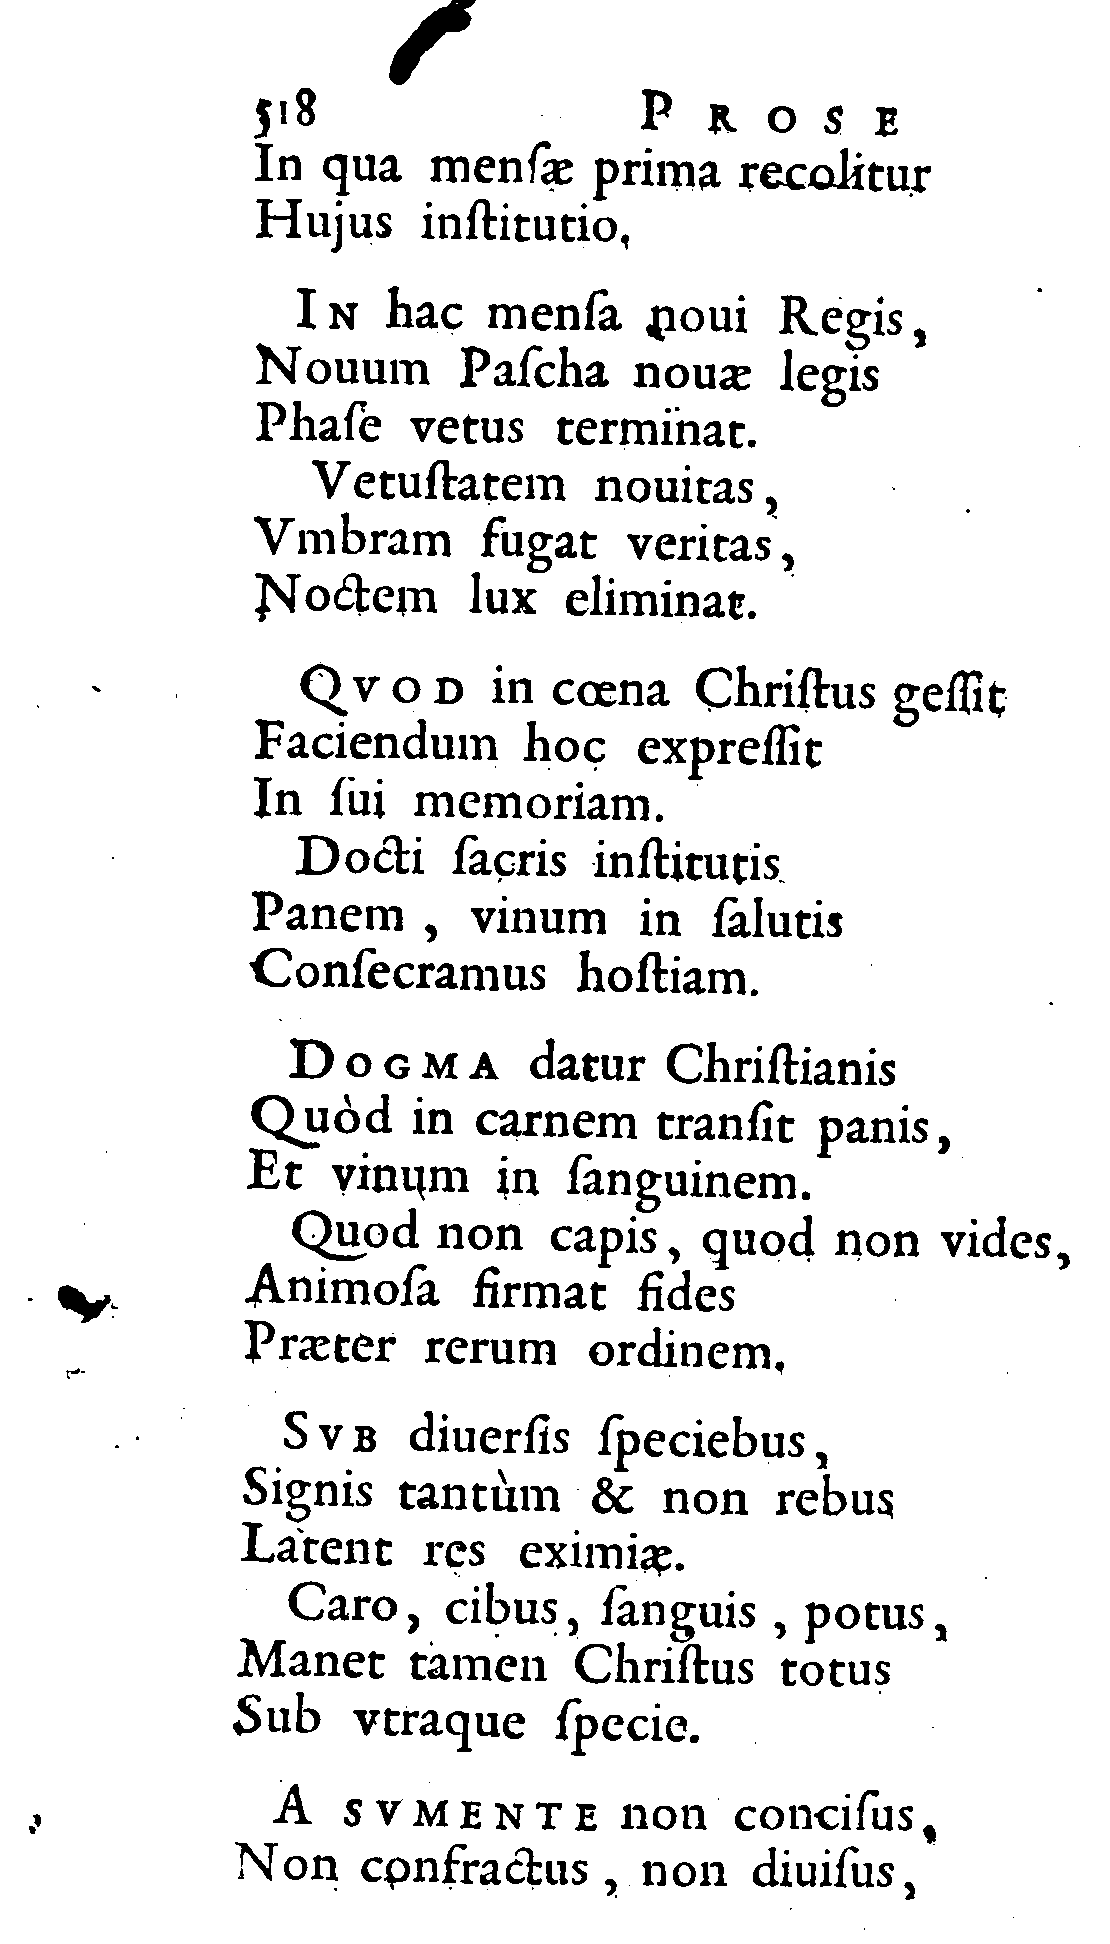 518 PROSE
In qua menſæ prima recolitur
Hujus inſtitutio,
IN hac menſa noui Regis,
Nouum Paſcha nouæ legis
Phaſe vetus terminat.
Vetuſtatem nouitas,
Vmbram fugat veritas,
Noctem lux eliminat.
QVOD in cœna Chriſtus geſſit
Faciendum hoc expreſſit
In ſui memoriam.
Docti ſacris inſtitutis
Panem, vinum in ſalutis
Conſecramus hoſtiam.
DOGMA datur Chriſtianis
Quòd in carnem tranſit panis,
Et vinum in ſanguinem.
Quod non capis, quod non vides,
Animoſa firmat fides
Præter rerum ordinem.
SVB diuerſis ſpeciebus,
Signis tantùm & non rebus
Latent res eximiæ.
Caro, cibus, ſanguis, potus,
Manet tamen Chriſtus totus
Sub vtraque ſpecie.
A SVMENTE non conciſus,
Non confractus, non diuiſus,